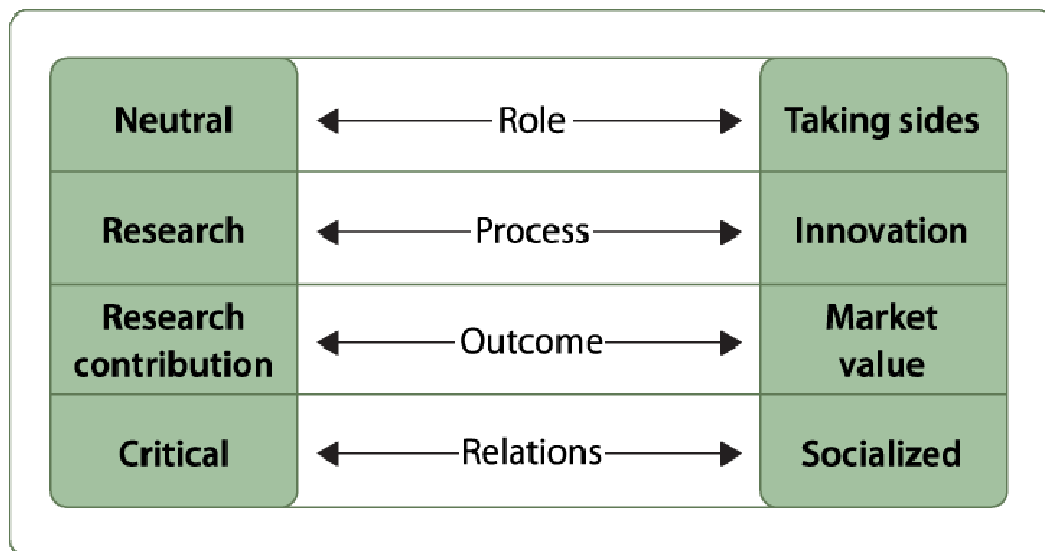 Neutral Role Taking sides
Research Process Innovation
Research
contribution
Outcome
Market
value
Critical Relations Socialized